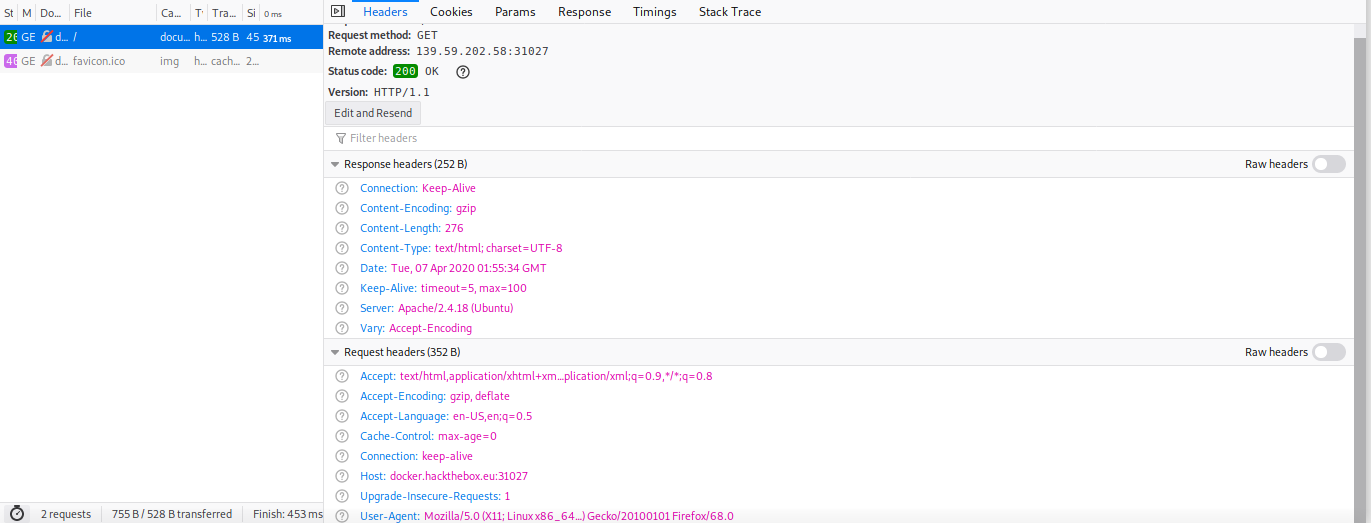 St M Do... File Ca... Ty Tra... Si 0 ms
Headers Cookies Params Response Timings Stack Trace
20 GE d... / docu... h... 528 B 45 371 ms
40 GE d... favicon.ico img h... cach... 2...
Request method: GET
Remote address: 139.59.202.58:31027
Status code: 200 OK
Version: HTTP/1.1
Edit and Resend
Filter headers
Response headers (252 B) Raw headers
Connection: Keep-Alive
Content-Encoding: gzip
Content-Length: 276
Content-Type: text/html; charset=UTF-8
Date: Tue, 07 Apr 2020 01:55:34 GMT
Keep-Alive: timeout=5, max=100
Server: Apache/2.4.18 (Ubuntu)
Vary: Accept-Encoding
Request headers (352 B) Raw headers
Accept: text/html,application/xhtml+xm...plication/xml;q=0.9,*/*;q=0.8
Accept-Encoding: gzip, deflate
Accept-Language: en-US,en;q=0.5
Cache-Control: max-age=0
Connection: keep-alive
Host: docker.hackthebox.eu:31027
Upgrade-Insecure-Requests: 1
User-Agent: Mozilla/5.0 (X11; Linux x86_64...) Gecko/20100101 Firefox/68.0
2 requests 755 B / 528 B transferred Finish: 453 ms